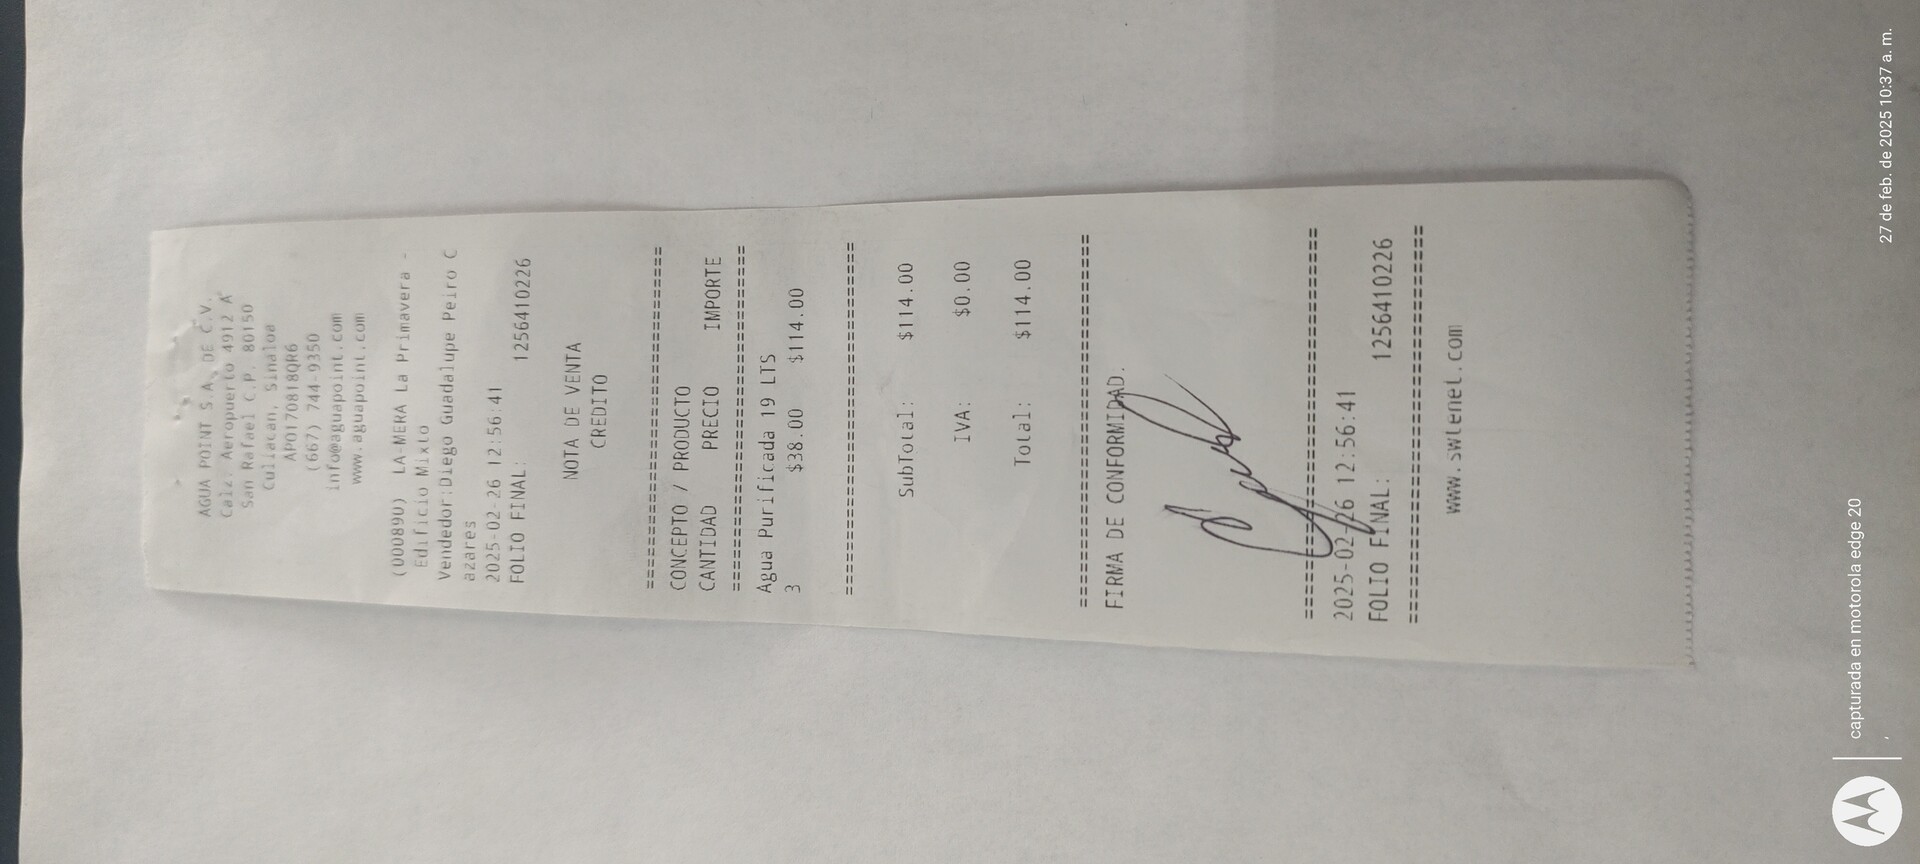 AGUA POINT S.A. DE C.V.
Calz. Aeropuerto 4912 A
San Rafael C.P. 80150
Culiacan, Sinaloa
APO170818QR6
(667) 744-9350
info@aguapoint.com
www.aguapoint.com
(000890) LA-MERA La Primavera -
Edificio Mixto
Vendedor:Diego Guadalupe Peiro C
azares
2025-02-26 12:56:41
FOLIO FINAL: 1256410226
NOTA DE VENTA
CREDITO
================================
CONCEPTO / PRODUCTO
CANTIDAD PRECIO IMPORTE
================================
Agua Purificada 19 LTS
3 $38.00 $114.00
================================
SubTotal: $114.00
IVA: $0.00
Total: $114.00
================================
FIRMA DE CONFORMIDAD.
================================
2025-02-26 12:56:41
FOLIO FINAL: 1256410226
================================
www.swtenet.com
capturada en motorola edge 20
27 de feb. de 2025 10:37 a. m.